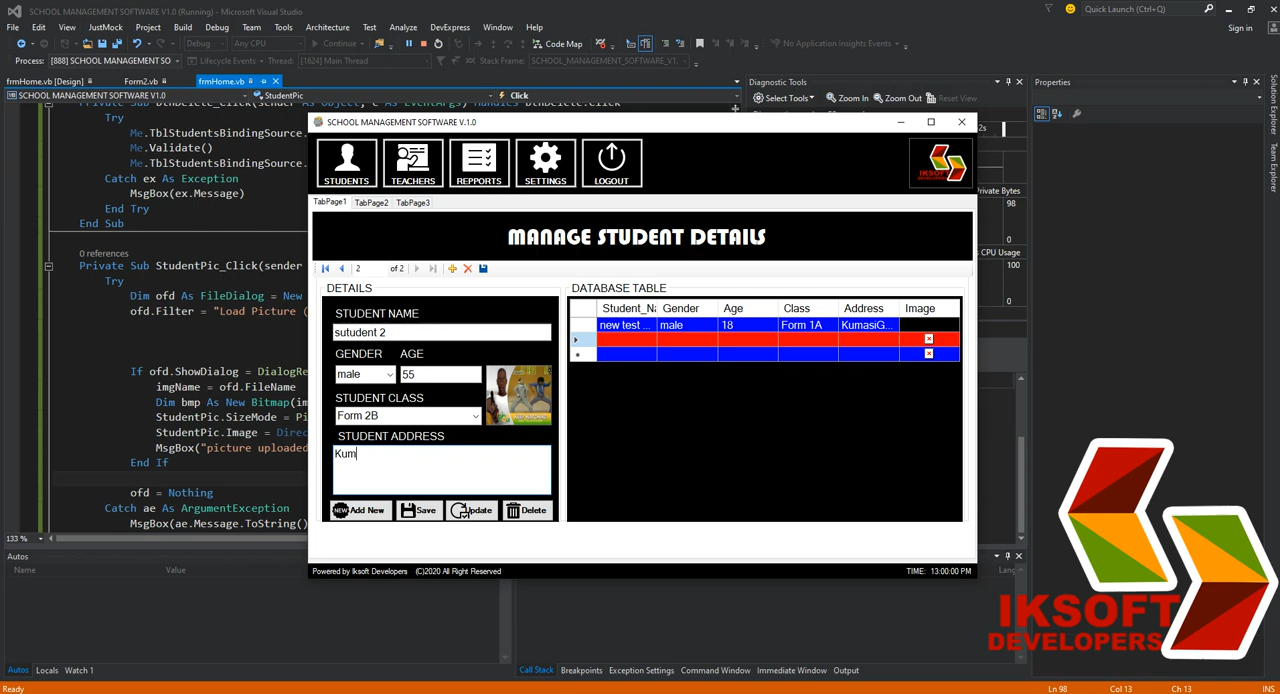 SCHOOL MANAGEMENT SOFTWARE V1.0 (Running) - Microsoft Visual Studio
Quick Launch (Ctrl+Q)
File Edit View JustMock Project Build Debug Team Tools Architecture Test Analyze DevExpress Window Help
Sign in
Debug Any CPU Continue Code Map No Application Insights Events
Process: [888] SCHOOL MANAGEMENT SO Lifecycle Events Thread: [1624] Main Thread Stack Frame: SCHOOL_MANAGEMENT_SOFTWARE_V1.
frmHome.vb [Design] Form2.vb frmHome.vb
SCHOOL MANAGEMENT SOFTWARE V1.0 StudentPic Click
Try
Me.TblStudentsBindingSource.
Me.Validate()
Me.TblStudentsBindingSource.
Catch ex As Exception
MsgBox(ex.Message)
End Try
End Sub
0 references
Private Sub StudentPic_Click(sender
Try
Dim ofd As FileDialog = New
ofd.Filter = "Load Picture (
If ofd.ShowDialog = DialogRe
imgName = ofd.FileName
Dim bmp As New Bitmap(im
StudentPic.SizeMode = Pi
StudentPic.Image = Direc
MsgBox("picture uploaded
End If
ofd = Nothing
Catch ae As ArgumentException
MsgBox(ae.Message.ToString()
133 %
SCHOOL MANAGEMENT SOFTWARE V.1.0
STUDENTS TEACHERS REPPORTS SETTINGS LOGOUT
IKSOFT
TabPage1 TabPage2 TabPage3
MANAGE STUDENT DETAILS
2 of 2
DETAILS
STUDENT NAME
sutudent 2
GENDER AGE
male 55
STUDENT CLASS
Form 2B
STUDENT ADDRESS
Kum
NEW Add New Save Update Delete
DATABASE TABLE
Student_Na Gender Age Class Address Image
new test ... male 18 Form 1A KumasiG...
Powered by Iksoft Developers (C)2020 All Right Reserved
TIME: 13:00:00 PM
Diagnostic Tools
Select Tools Zoom In Zoom Out Reset View
2s
Private Bytes
98
0
CPU Usage
100
0
Properties
Solution Explorer
Team Explorer
Autos
Name Value
Lang
Autos Locals Watch 1
Call Stack Breakpoints Exception Settings Command Window Immediate Window Output
Ready
Ln 98 Col 13 Ch 13 INS
IKSOFT
DEVELOPERS